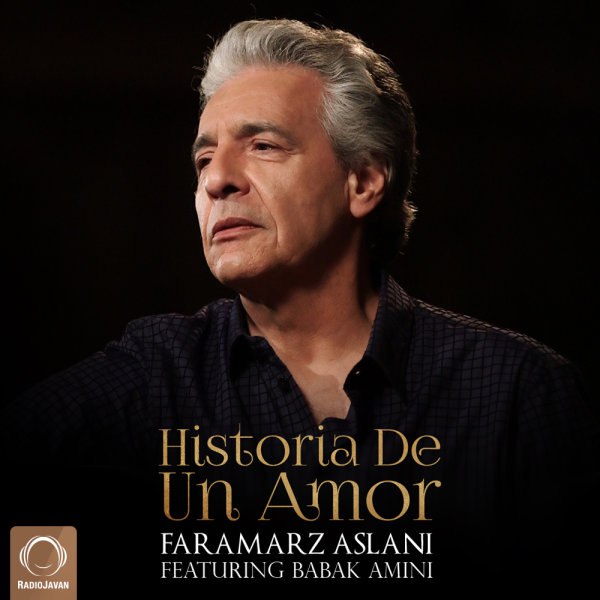 Historia De
Un Amor
Faramarz Aslani
Featuring Babak Amini
RadioJavan